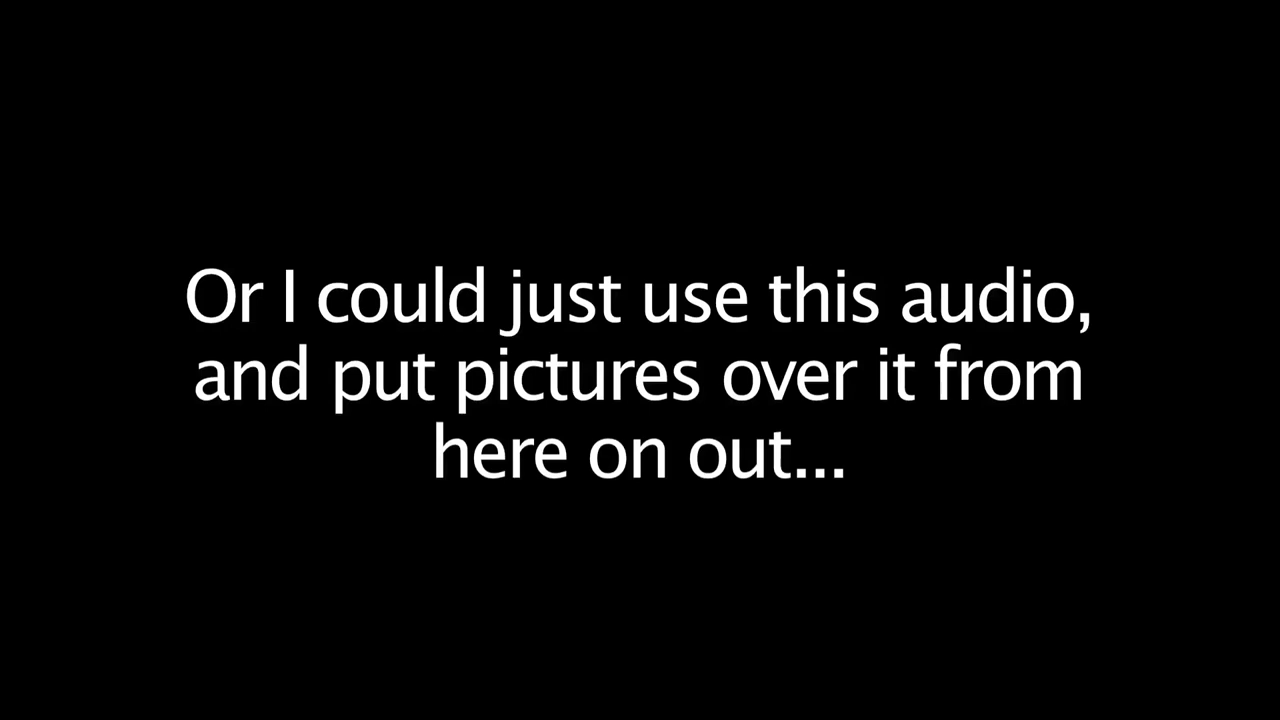 Or I could just use this audio,
and put pictures over it from
here on out...